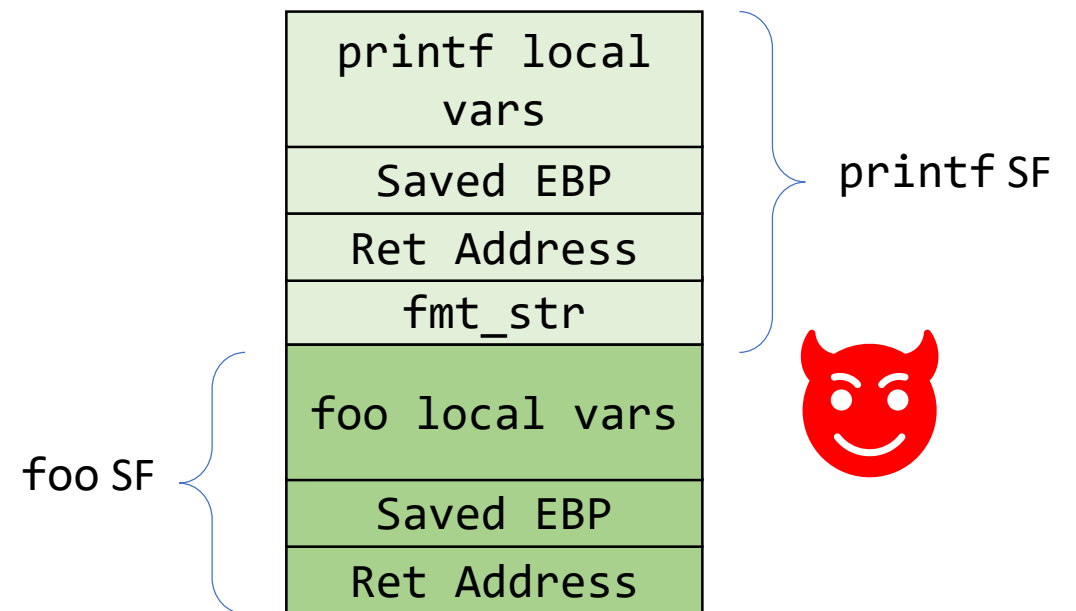 printf local
vars
Saved EBP
printf SF
Ret Address
fmt_str
foo local vars
foo SF
Saved EBP
Ret Address